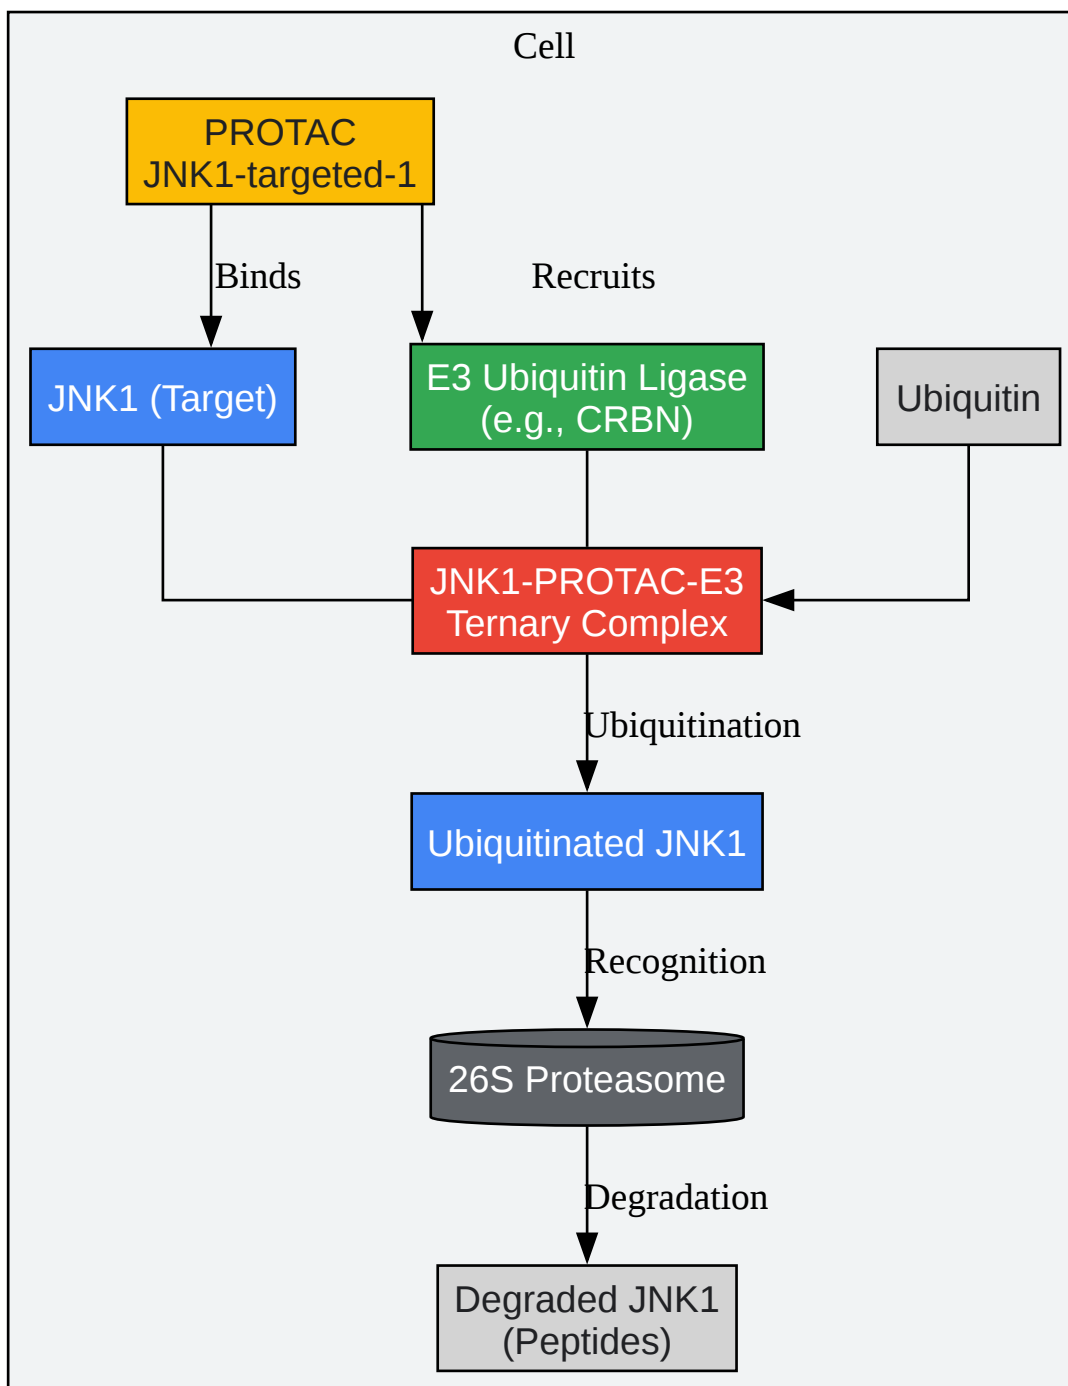 Cell
PROTAC
JNK1-targeted-1
Binds
Recruits
JNK1 (Target)
E3 Ubiquitin Ligase
(e.g., CRBN)
Ubiquitin
JNK1-PROTAC-E3
Ternary Complex
Ubiquitination
Ubiquitinated JNK1
Recognition
26S Proteasome
Degradation
Degraded JNK1
(Peptides)